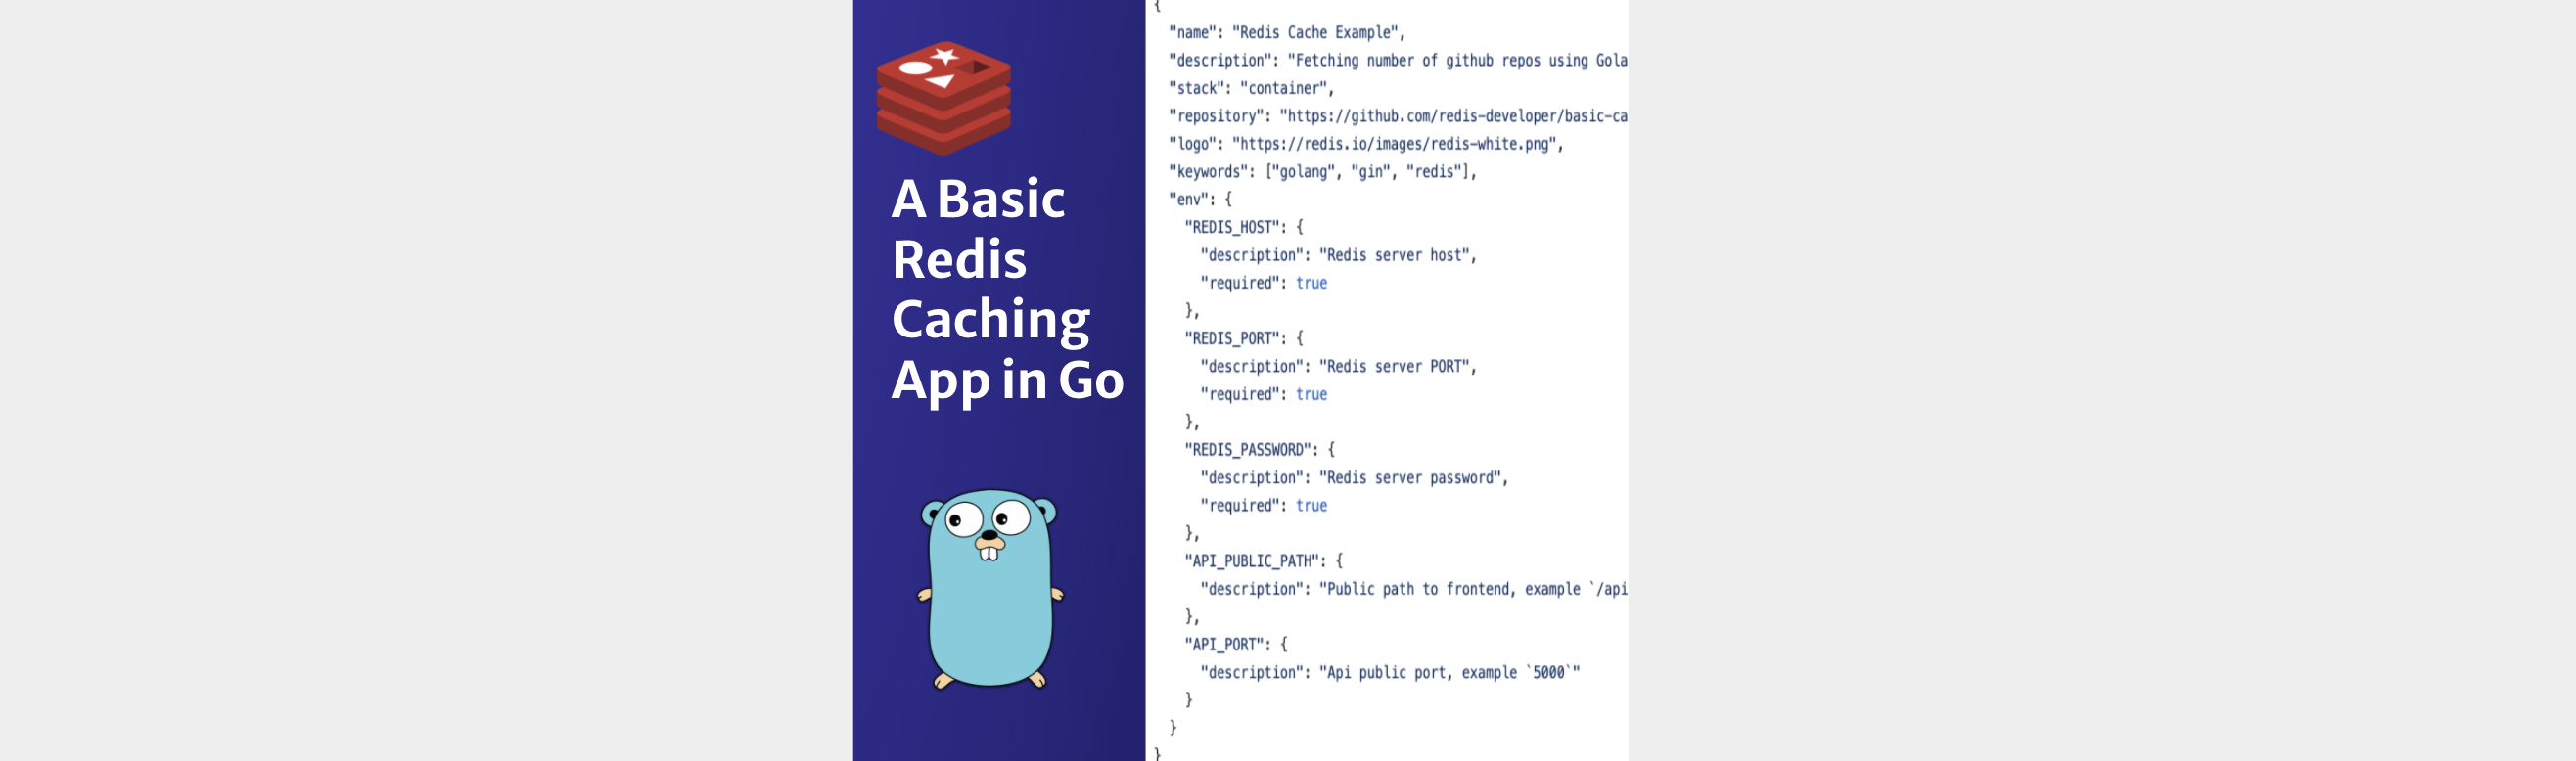 A Basic
Redis
Caching
App in Go
{
"name": "Redis Cache Example",
"description": "Fetching number of github repos using Gola
"stack": "container",
"repository": "https://github.com/redis-developer/basic-ca
"logo": "https://redis.io/images/redis-white.png",
"keywords": ["golang", "gin", "redis"],
"env": {
"REDIS_HOST": {
"description": "Redis server host",
"required": true
},
"REDIS_PORT": {
"description": "Redis server PORT",
"required": true
},
"REDIS_PASSWORD": {
"description": "Redis server password",
"required": true
},
"API_PUBLIC_PATH": {
"description": "Public path to frontend, example `/api
},
"API_PORT": {
"description": "Api public port, example `5000`"
}
}
}